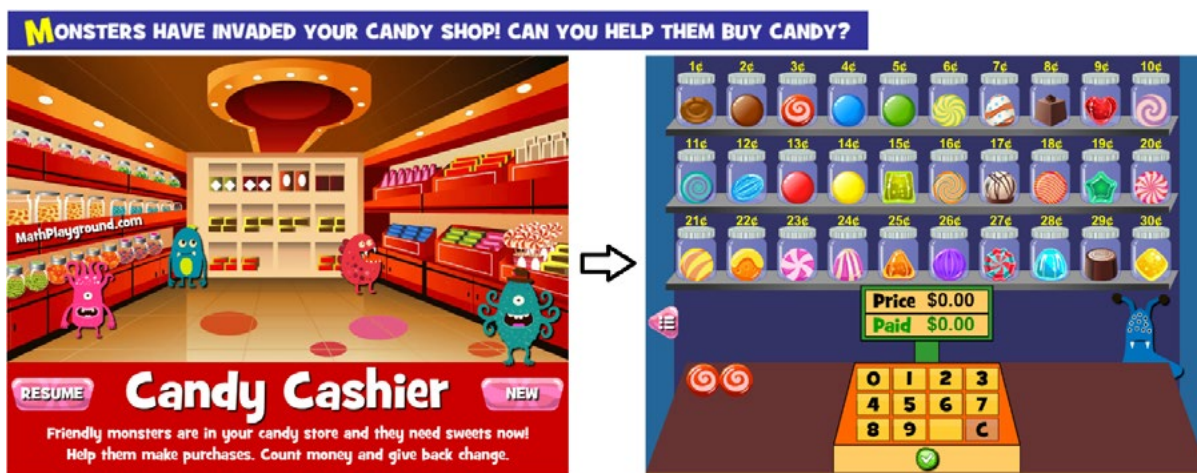 MONSTERS HAVE INVADED YOUR CANDY SHOP! CAN YOU HELP THEM BUY CANDY?
MathPlayground.com
RESUME
Candy Cashier
NEW
Friendly monsters are in your candy store and they need sweets now!
Help them make purchases. Count money and give back change.
1¢ 2¢ 3¢ 4¢ 5¢ 6¢ 7¢ 8¢ 9¢ 10¢
11¢ 12¢ 13¢ 14¢ 15¢ 16¢ 17¢ 18¢ 19¢ 20¢
21¢ 22¢ 23¢ 24¢ 25¢ 26¢ 27¢ 28¢ 29¢ 30¢
Price $0.00
Paid $0.00
0 1 2 3
4 5 6 7
8 9 C